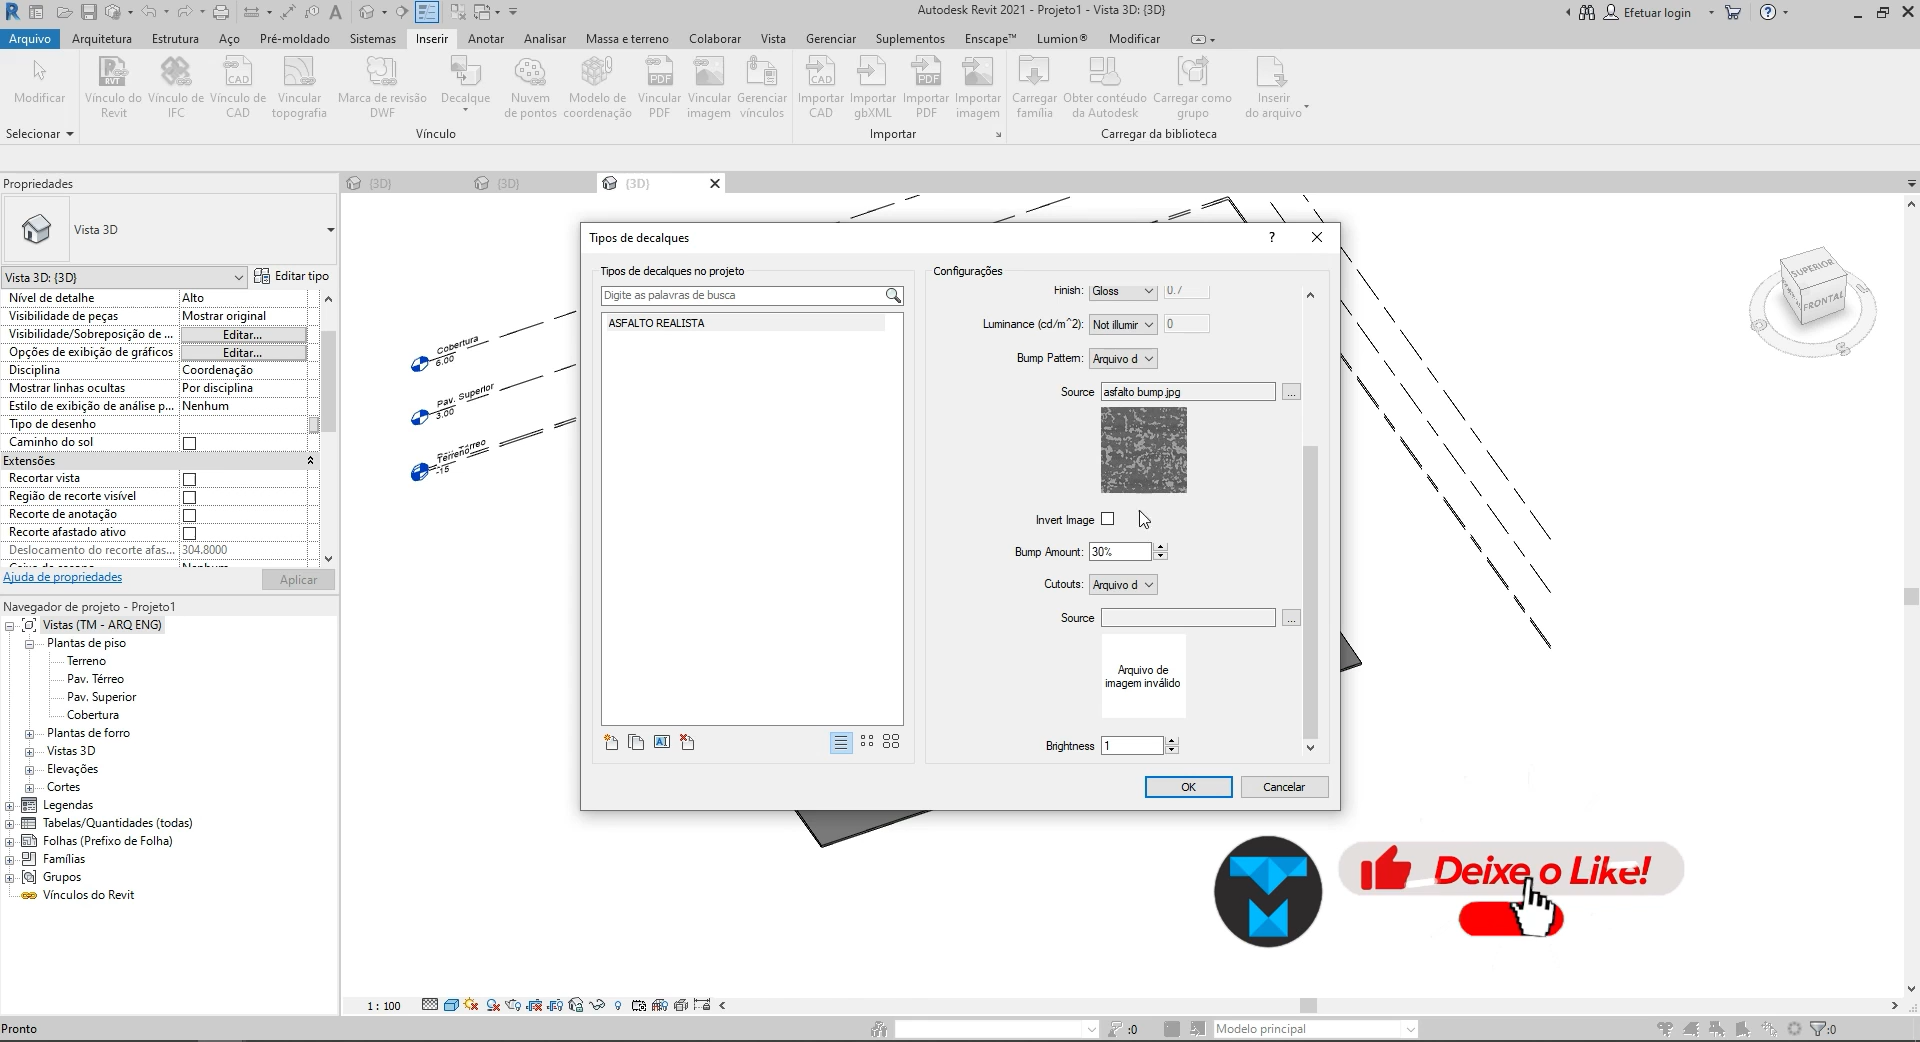 Autodesk Revit 2021 - Projeto1 - Vista 3D: {3D}
Efetuar login
Arquivo Arquitetura Estrutura Aço Pré-moldado Sistemas Inserir Anotar Analisar Massa e terreno Colaborar Vista Gerenciar Suplementos Enscape™ Lumion® Modificar
Modificar
Vínculo do Revit
Vínculo de IFC
Vínculo de CAD
Vincular topografia
Marca de revisão DWF
Decalque
Nuvem de pontos
Modelo de coordenação
Vincular PDF
Vincular imagem
Gerenciar vínculos
Importar CAD
Importar gbXML
Importar PDF
Importar imagem
Carregar família
Obter contéudo da Autodesk
Carregar como grupo
Inserir do arquivo
Selecionar
Vínculo
Importar
Carregar da biblioteca
Propriedades
{3D}
{3D}
{3D}
Vista 3D
Vista 3D: {3D}
Editar tipo
Nível de detalhe Alto
Visibilidade de peças Mostrar original
Visibilidade/Sobreposição de ... Editar...
Opções de exibição de gráficos Editar...
Disciplina Coordenação
Mostrar linhas ocultas Por disciplina
Estilo de exibição de análise p... Nenhum
Tipo de desenho
Caminho do sol
Extensões
Recortar vista
Região de recorte visível
Recorte de anotação
Recorte afastado ativo
Deslocamento do recorte afas... 304.8000
Ajuda de propriedades
Aplicar
Navegador de projeto - Projeto1
Vistas (TM - ARQ ENG)
Plantas de piso
Terreno
Pav. Térreo
Pav. Superior
Cobertura
Plantas de forro
Vistas 3D
Elevações
Cortes
Legendas
Tabelas/Quantidades (todas)
Folhas (Prefixo de Folha)
Famílias
Grupos
Vínculos do Revit
Cobertura
6.00
Pav. Superior
3.00
-15
SUPERIOR
FRONTAL
Tipos de decalques
?
Tipos de decalques no projeto
Digite as palavras de busca
ASFALTO REALISTA
Configurações
Finish: Gloss 0.7
Luminance (cd/m^2): Not illumir 0
Bump Pattern: Arquivo d
Source asfalto bump.jpg ...
Invert Image
Bump Amount: 30%
Cutouts: Arquivo d
Source ...
Arquivo de
imagem inválido
Brightness 1
OK
Cancelar
Deixe o Like!
1 : 100
Pronto
:0
Modelo principal
:0